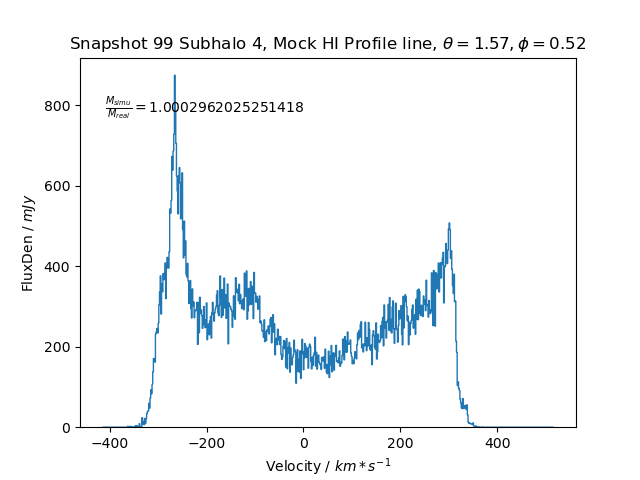 Snapshot 99 Subhalo 4, Mock HI Profile line, θ = 1.57, ϕ = 0.52
M_simu/M_real = 1.0002962025251418
FluxDen / mJy
800
600
400
200
0
−400
−200
0
200
400
Velocity / km * s⁻¹